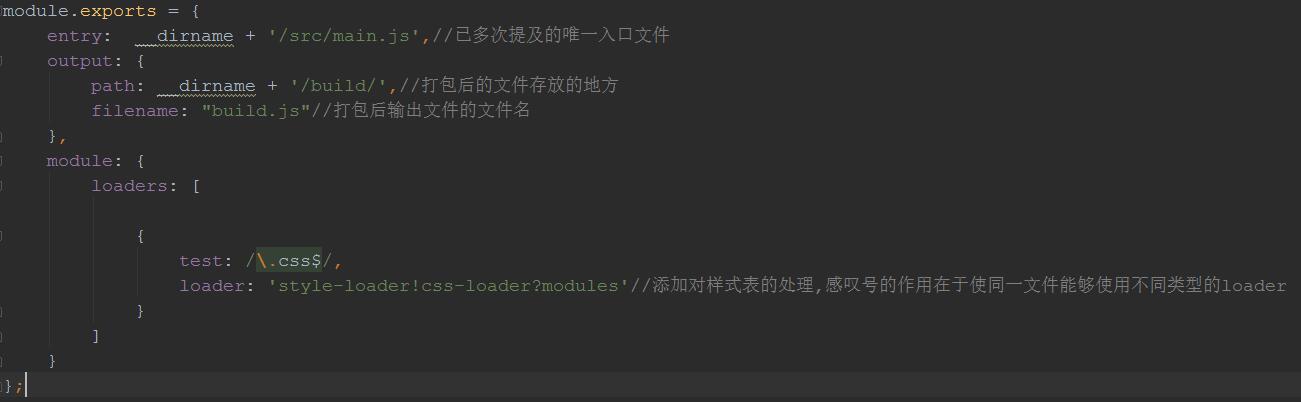 module.exports = {
    entry:  __dirname + '/src/main.js',//已多次提及的唯一入口文件
    output: {
        path: __dirname + '/build/',//打包后的文件存放的地方
        filename: "build.js"//打包后输出文件的文件名
    },
    module: {
        loaders: [

            {
                test: /\.css$/,
                loader: 'style-loader!css-loader?modules'//添加对样式表的处理,感叹号的作用在于使同一文件能够使用不同类型的loader
            }
        ]
    }
};